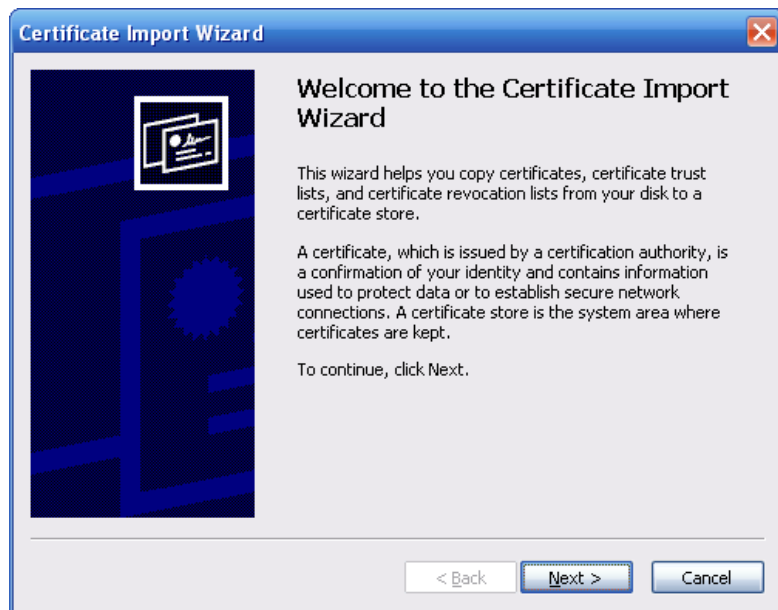 Certificate Import Wizard
Welcome to the Certificate Import
Wizard
This wizard helps you copy certificates, certificate trust
lists, and certificate revocation lists from your disk to a
certificate store.
A certificate, which is issued by a certification authority, is
a confirmation of your identity and contains information
used to protect data or to establish secure network
connections. A certificate store is the system area where
certificates are kept.
To continue, click Next.
< Back
Next >
Cancel